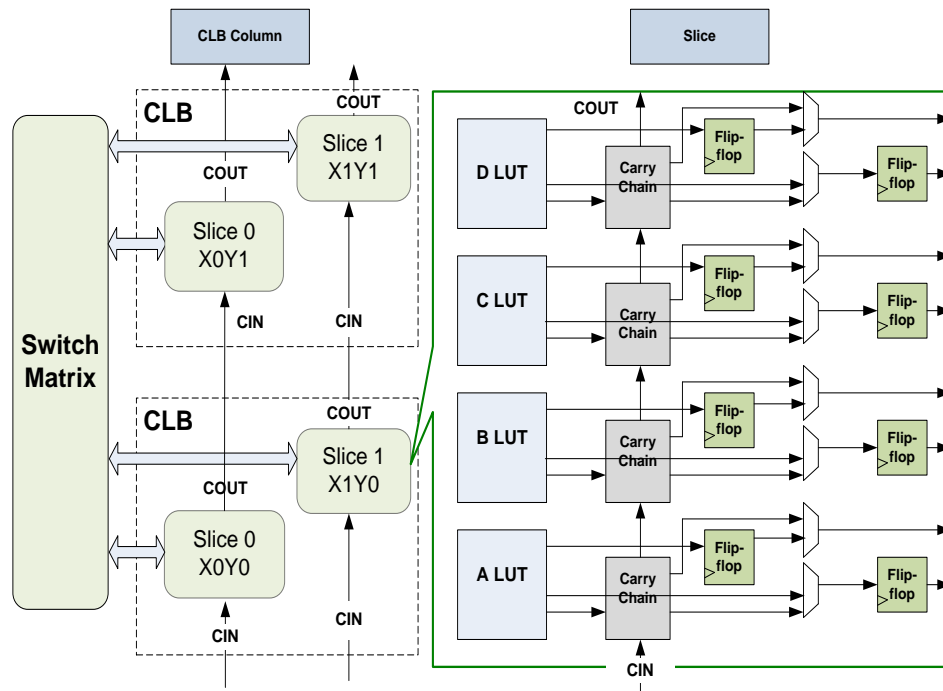 CLB Column
Slice
CLB
COUT
COUT
Slice 1
X1Y1
COUT
Slice 0
X0Y1
CIN
CIN
Switch
Matrix
CLB
COUT
Slice 1
X1Y0
COUT
Slice 0
X0Y0
CIN
CIN
D LUT
Carry
Chain
Flip-
flop
Flip-
flop
C LUT
Carry
Chain
Flip-
flop
Flip-
flop
B LUT
Carry
Chain
Flip-
flop
Flip-
flop
A LUT
Carry
Chain
Flip-
flop
Flip-
flop
CIN